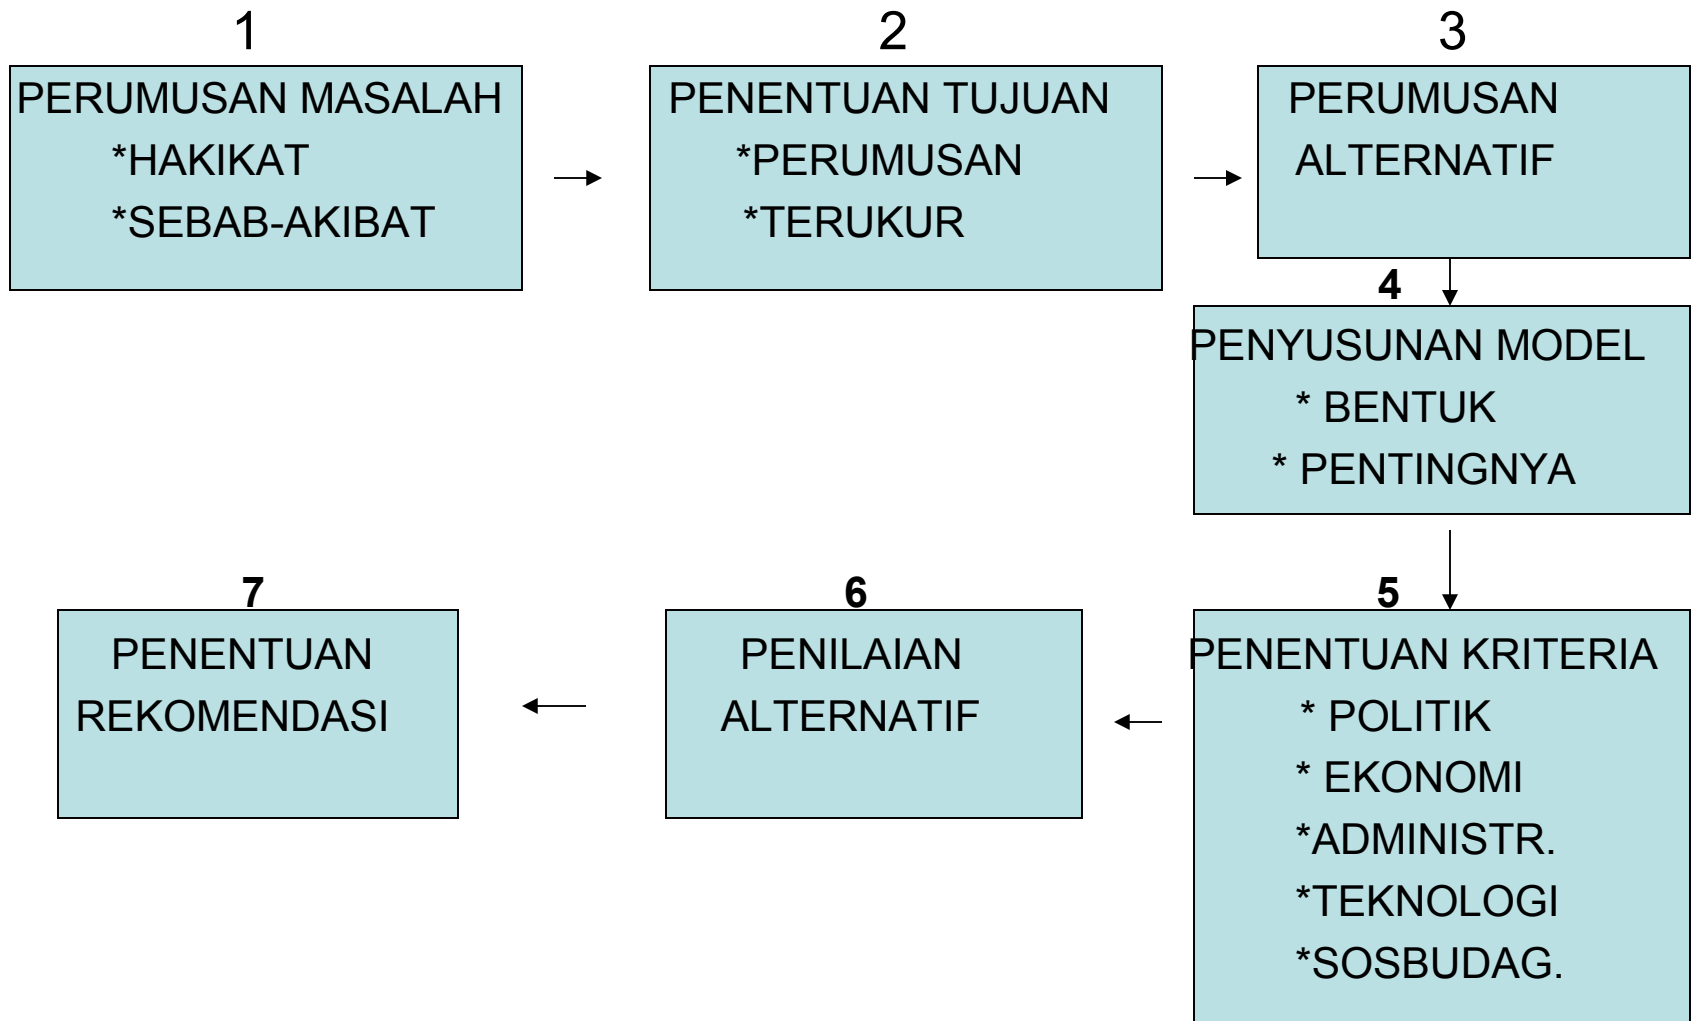 1
PERUMUSAN MASALAH
*HAKIKAT
*SEBAB-AKIBAT
2
PENENTUAN TUJUAN
*PERUMUSAN
*TERUKUR
3
PERUMUSAN
ALTERNATIF
4
PENYUSUNAN MODEL
* BENTUK
* PENTINGNYA
5
PENENTUAN KRITERIA
* POLITIK
* EKONOMI
*ADMINISTR.
*TEKNOLOGI
*SOSBUDAG.
6
PENILAIAN
ALTERNATIF
7
PENENTUAN
REKOMENDASI